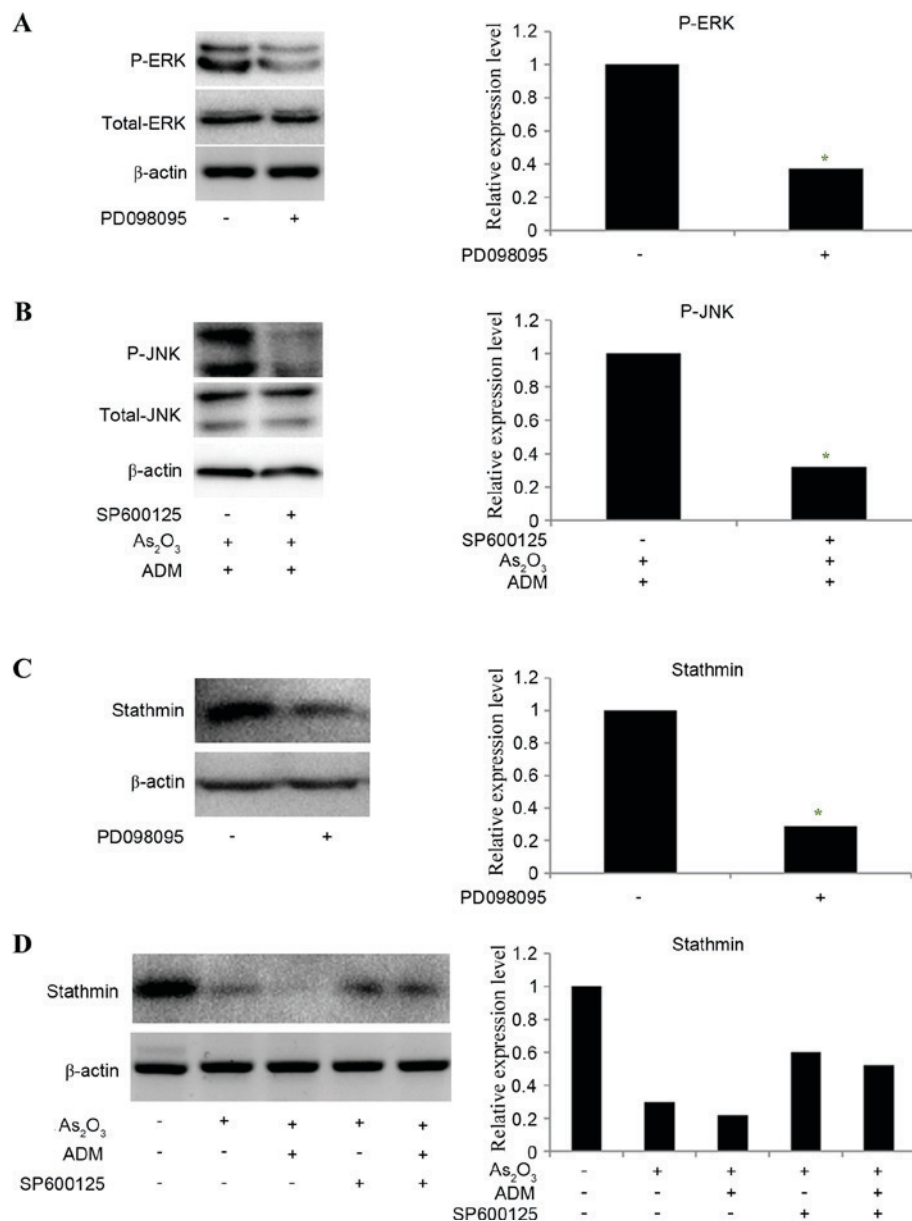 A
P-ERK
Total-ERK
β-actin
PD098095 - +
P-ERK
Relative expression level
1.2
1
0.8
0.6
0.4
0.2
0
*
PD098095 - +
B
P-JNK
Total-JNK
β-actin
SP600125 - +
As₂O₃ + +
ADM + +
P-JNK
Relative expression level
1.2
1
0.8
0.6
0.4
0.2
0
*
SP600125 - +
As₂O₃ + +
ADM + +
C
Stathmin
β-actin
PD098095 - +
Stathmin
Relative expression level
1.2
1
0.8
0.6
0.4
0.2
0
*
PD098095 - +
D
Stathmin
β-actin
As₂O₃ - + + + +
ADM - - + - +
SP600125 - - - + +
Stathmin
Relative expression level
1.2
1
0.8
0.6
0.4
0.2
0
As₂O₃ - + + + +
ADM - - + - +
SP600125 - - - + +